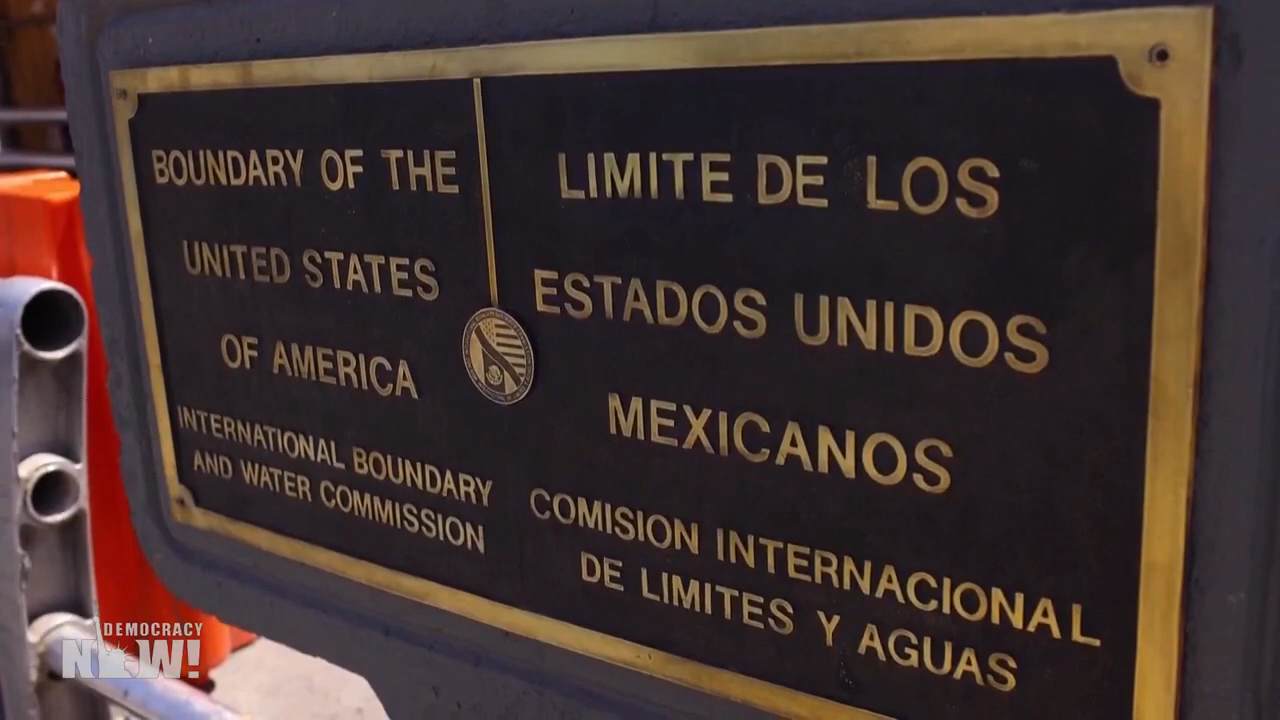 BOUNDARY OF THE
UNITED STATES
OF AMERICA
INTERNATIONAL BOUNDARY
AND WATER COMMISSION
LIMITE DE LOS
ESTADOS UNIDOS
MEXICANOS
COMISION INTERNACIONAL
DE LIMITES Y AGUAS
DEMOCRACY
NOW!